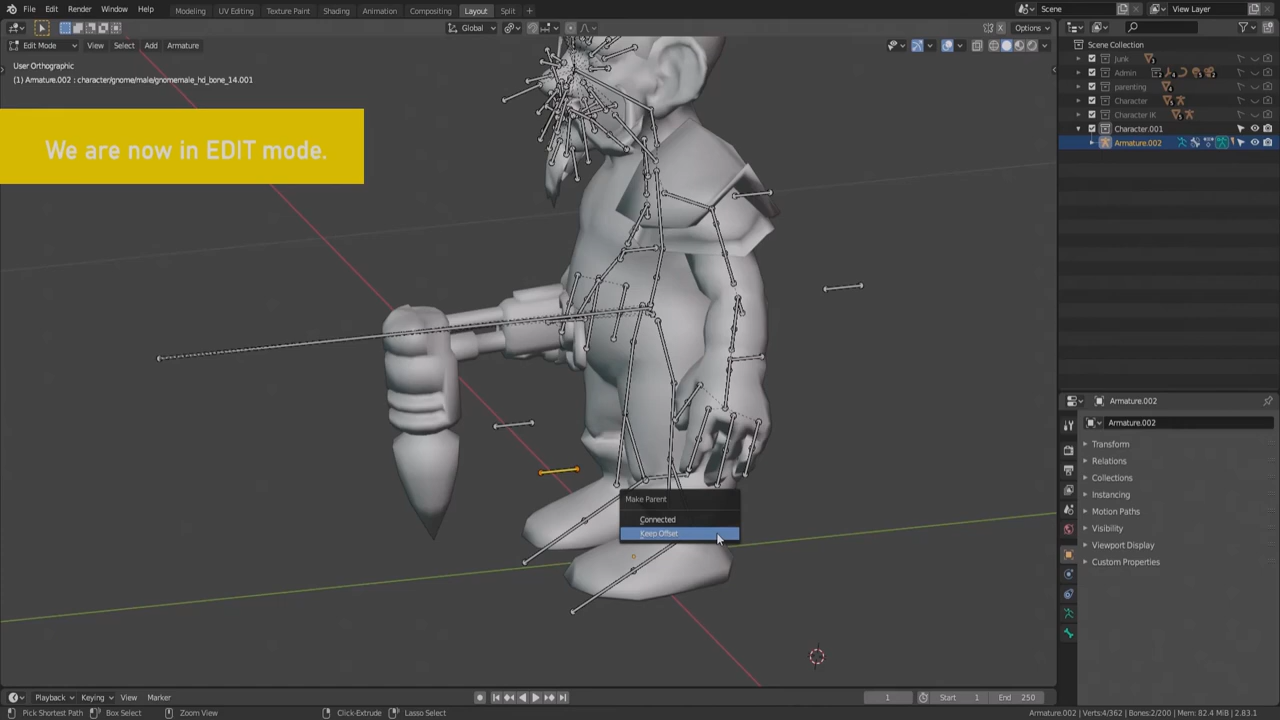 File Edit Render Window Help Modeling UV Editing Texture Paint Shading Animation Compositing Layout Split Scene View Layer
Global Options
Edit Mode View Select Add Armature
User Orthographic
(1) Armature.002 : character/gnome/male/gnomemale_hd_bone_14.001
We are now in EDIT mode.
Make Parent
Connected
Keep Offset
Scene Collection
Junk
Admin
parenting
Character
Character IK
Character.001
Armature.002
Armature.002
Armature.002
Transform
Relations
Collections
Instancing
Motion Paths
Visibility
Viewport Display
Custom Properties
Playback Keying View Marker 1 Start 1 End 250
Pick Shortest Path Box Select Zoom View Click-Extrude Lasso Select Armature.002 | Verts:4/362 | Bones:2/200 | Mem: 82.4 MiB | 2.83.1